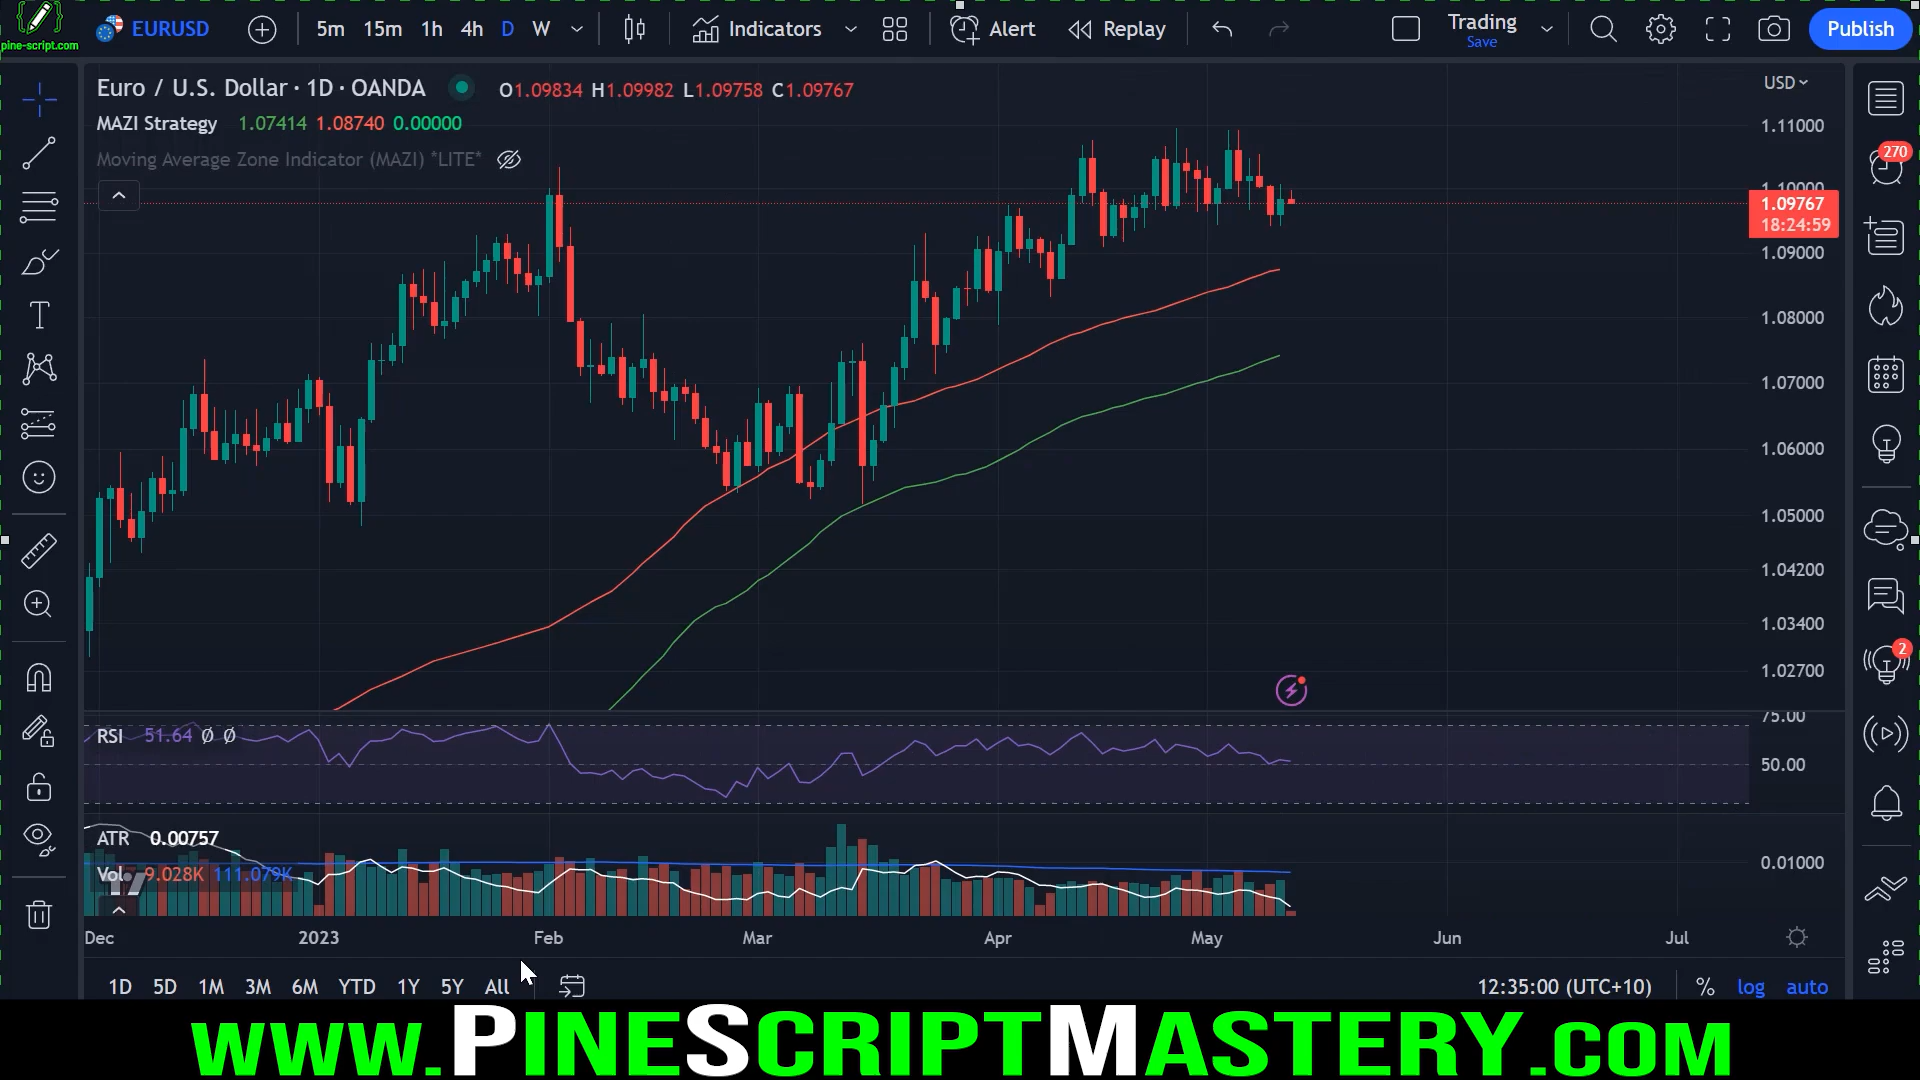 pine-script.com
EURUSD
5m 15m 1h 4h D W
Indicators
Alert
Replay
Trading
Save
Publish
Euro / U.S. Dollar · 1D · OANDA
O1.09834 H1.09982 L1.09758 C1.09767
MAZI Strategy 1.07414 1.08740 0.00000
Moving Average Zone Indicator (MAZI) *LITE*
USD
1.11000
1.10000
1.09767
18:24:59
1.09000
1.08000
1.07000
1.06000
1.05000
1.04200
1.03400
1.02700
270
2
RSI 51.64 Ø Ø
75.00
50.00
ATR 0.00757
Vol 9.028K 111.079K
0.01000
Dec 2023 Feb Mar Apr May Jun Jul
1D 5D 1M 3M 6M YTD 1Y 5Y All
12:35:00 (UTC+10) % log auto
www.PineScriptMastery.com